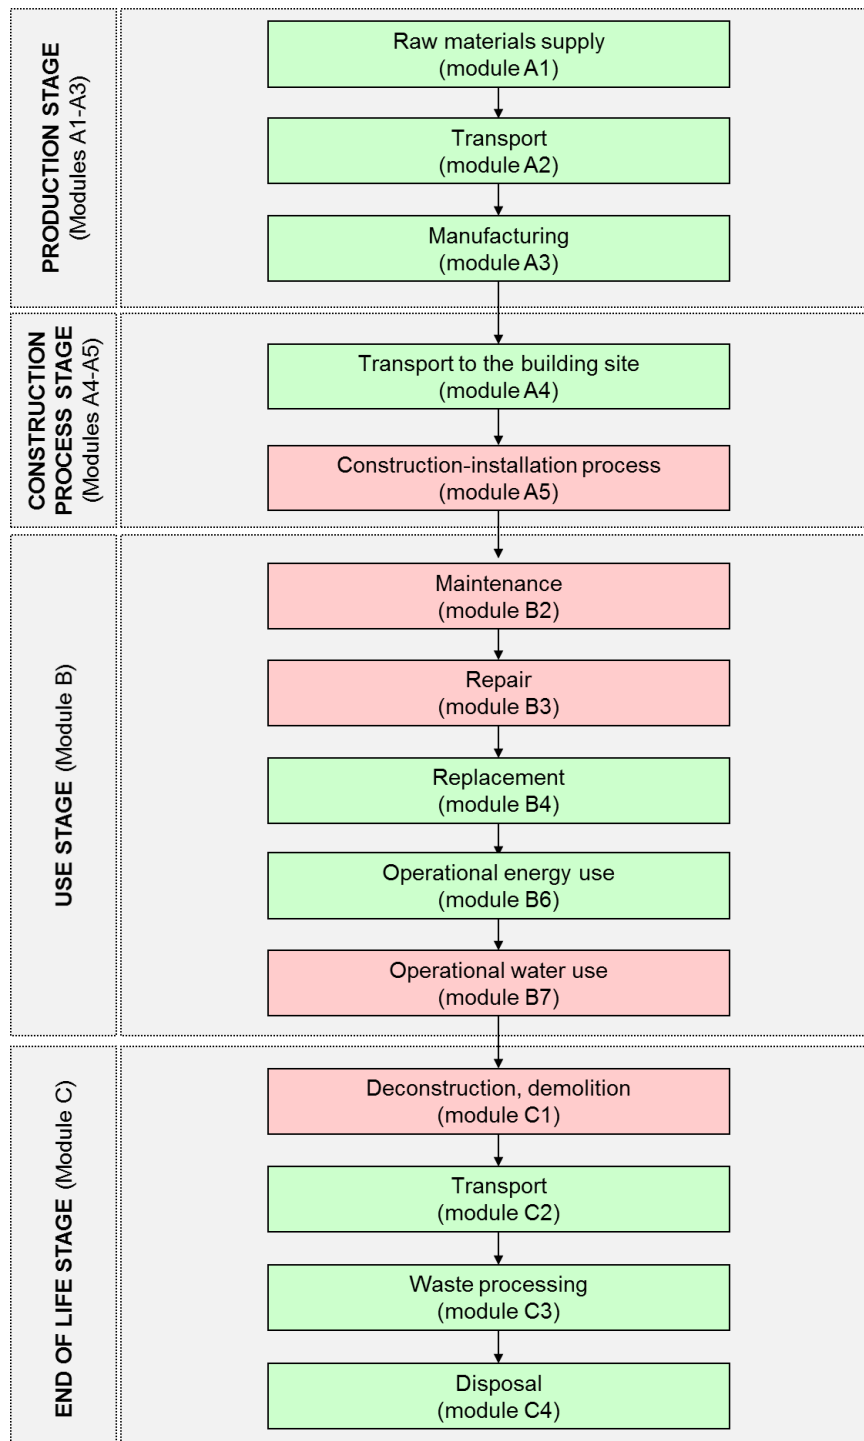 PRODUCTION STAGE
(Modules A1-A3)
Raw materials supply
(module A1)
Transport
(module A2)
Manufacturing
(module A3)
CONSTRUCTION
PROCESS STAGE
(Modules A4-A5)
Transport to the building site
(module A4)
Construction-installation process
(module A5)
USE STAGE (Module B)
Maintenance
(module B2)
Repair
(module B3)
Replacement
(module B4)
Operational energy use
(module B6)
Operational water use
(module B7)
END OF LIFE STAGE (Module C)
Deconstruction, demolition
(module C1)
Transport
(module C2)
Waste processing
(module C3)
Disposal
(module C4)